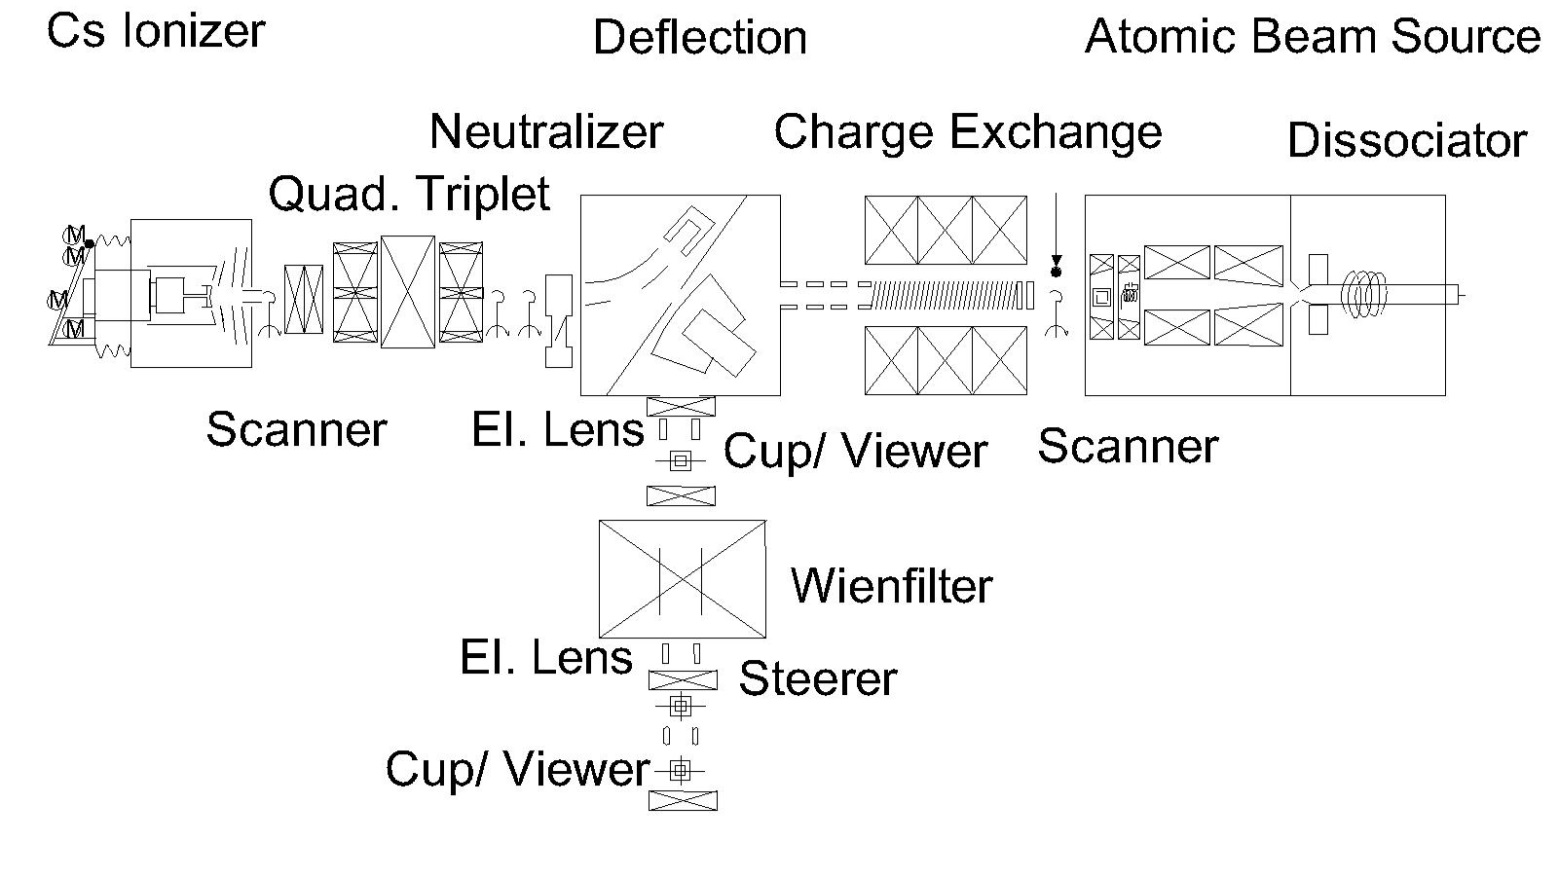 Cs Ionizer
Deflection
Atomic Beam Source
Neutralizer
Charge Exchange
Dissociator
Quad. Triplet
M
M
M
M
Scanner
El. Lens
Cup/ Viewer
Scanner
Wienfilter
El. Lens
Steerer
Cup/ Viewer